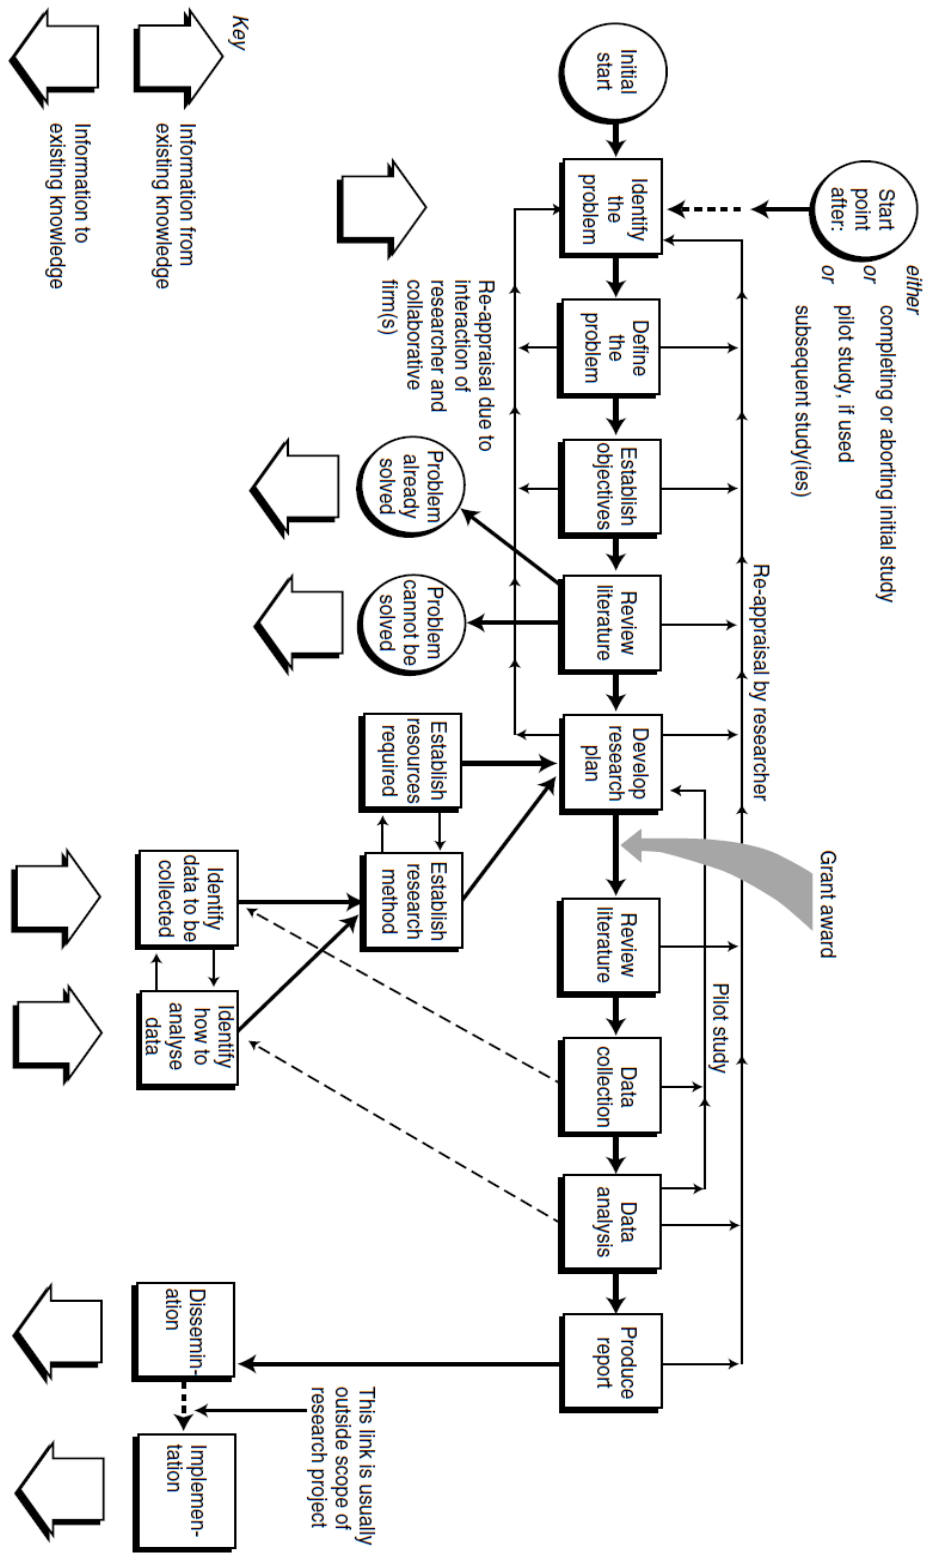 Start
point
after:
either
completing or aborting initial study
or
pilot study, if used
or
subsequent study(ies)
Grant award
Re-appraisal by researcher
Pilot study
Initial
start
Identify
the
problem
Define
the
problem
Establish
objectives
Review
literature
Develop
research
plan
Review
literature
Data
collection
Data
analysis
Produce
report
Re-appraisal due to
interaction of
researcher and
collaborative
firm(s)
Problem
already
solved
Problem
cannot be
solved
Establish
resources
required
Establish
research
method
This link is usually
outside scope of
research project
Key
Information from
existing knowledge
Information to
existing knowledge
Identify
data to be
collected
Identify
how to
analyse
data
Dissemin-
ation
Implemen-
tation